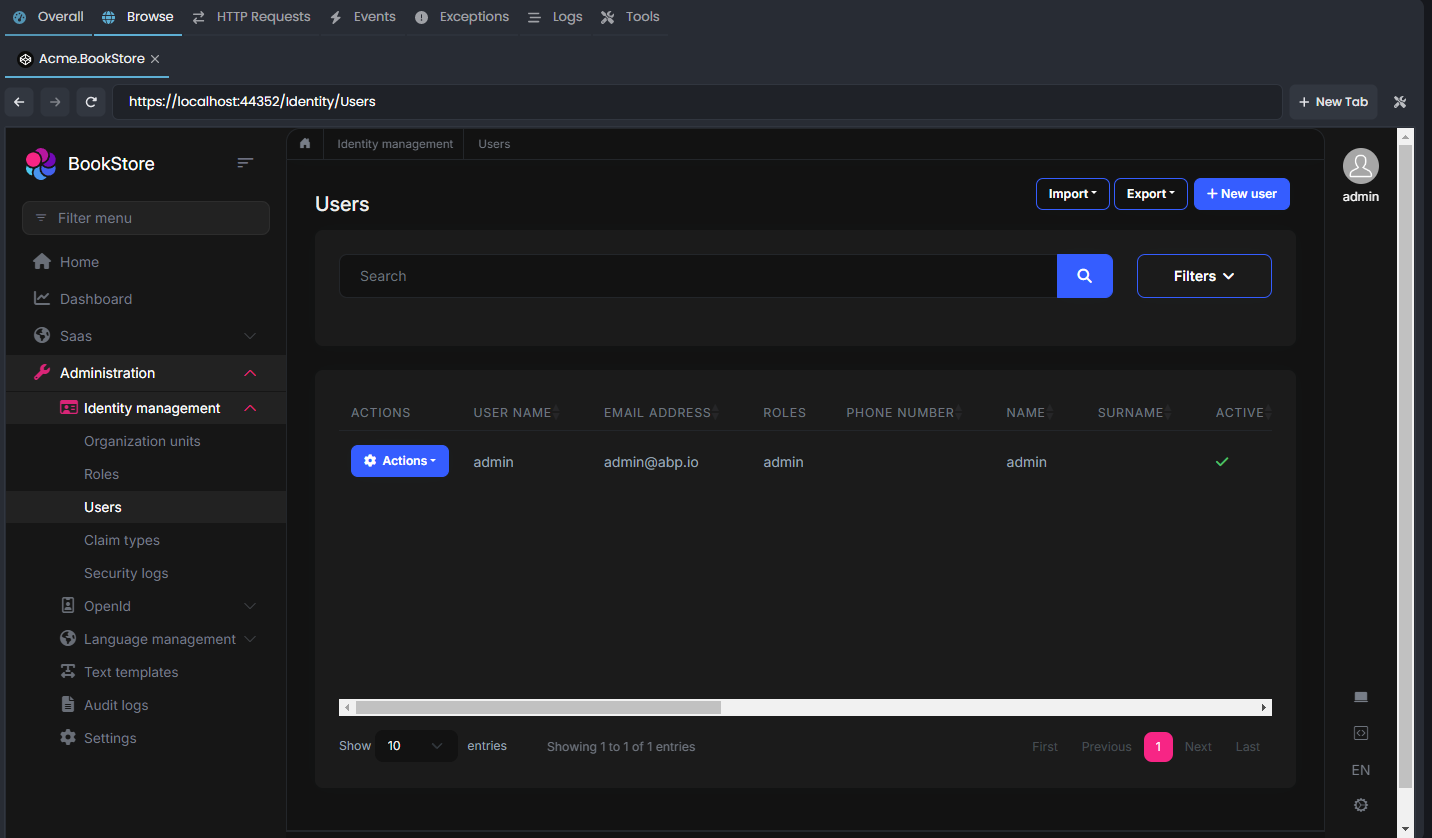 Overall Browse HTTP Requests Events Exceptions Logs Tools
Acme.BookStore
https://localhost:44352/Identity/Users
+ New Tab
BookStore
Filter menu
Home
Dashboard
Saas
Administration
Identity management
Organization units
Roles
Users
Claim types
Security logs
OpenId
Language management
Text templates
Audit logs
Settings
Identity management Users
Users
Import Export + New user
Search
Filters
ACTIONS USER NAME EMAIL ADDRESS ROLES PHONE NUMBER NAME SURNAME ACTIVE
Actions admin admin@abp.io admin admin
Show 10 entries Showing 1 to 1 of 1 entries First Previous 1 Next Last
admin
EN